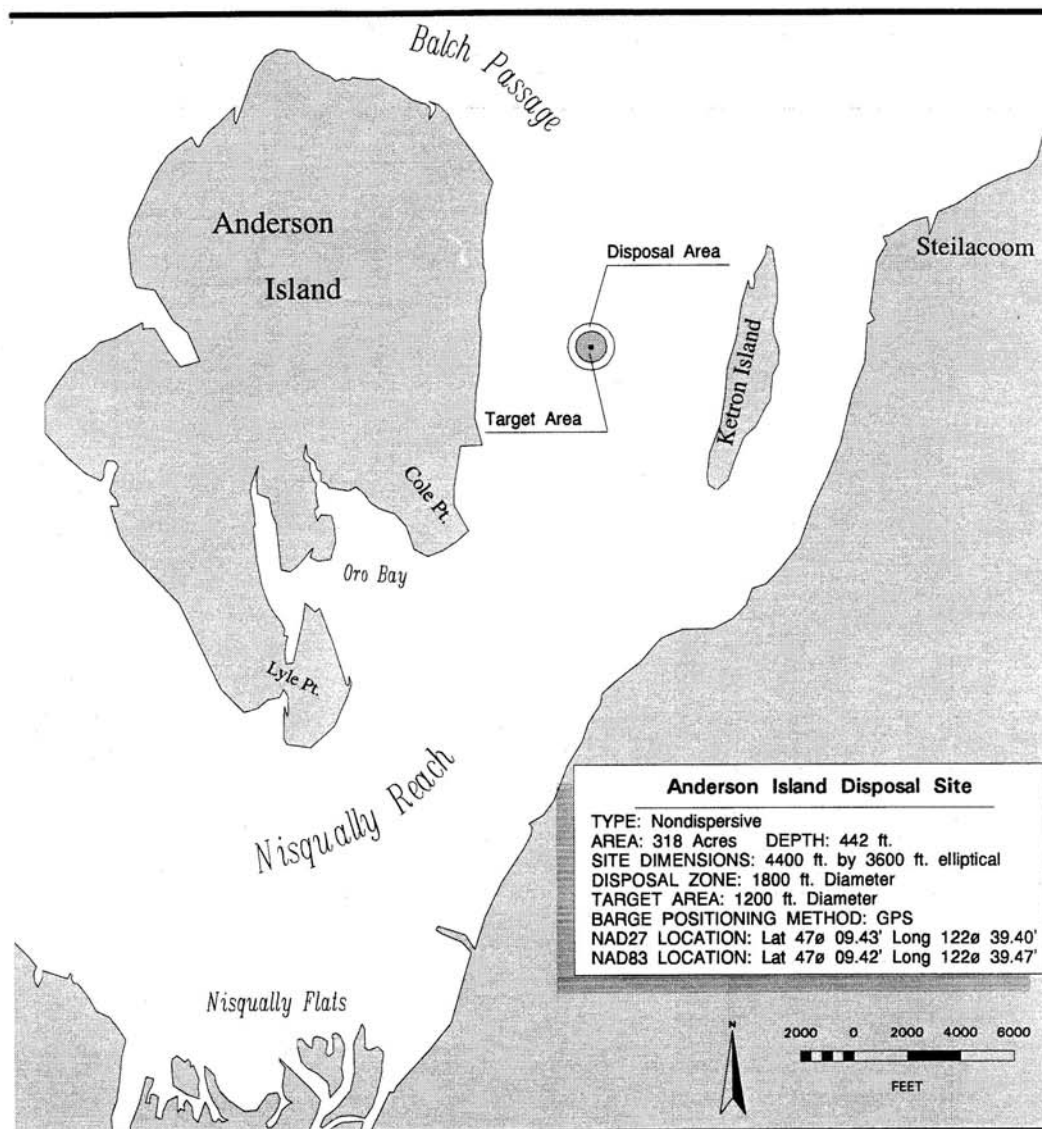 Balch Passage
Anderson
Island
Steilacoom
Disposal Area
Ketron Island
Target Area
Cole Pt.
Oro Bay
Lyle Pt.
Nisqually Reach
Anderson Island Disposal Site
TYPE: Nondispersive
AREA: 318 Acres DEPTH: 442 ft.
SITE DIMENSIONS: 4400 ft. by 3600 ft. elliptical
DISPOSAL ZONE: 1800 ft. Diameter
TARGET AREA: 1200 ft. Diameter
BARGE POSITIONING METHOD: GPS
NAD27 LOCATION: Lat 47ø 09.43' Long 122ø 39.40'
NAD83 LOCATION: Lat 47ø 09.42' Long 122ø 39.47'
Nisqually Flats
N
2000 0 2000 4000 6000
FEET